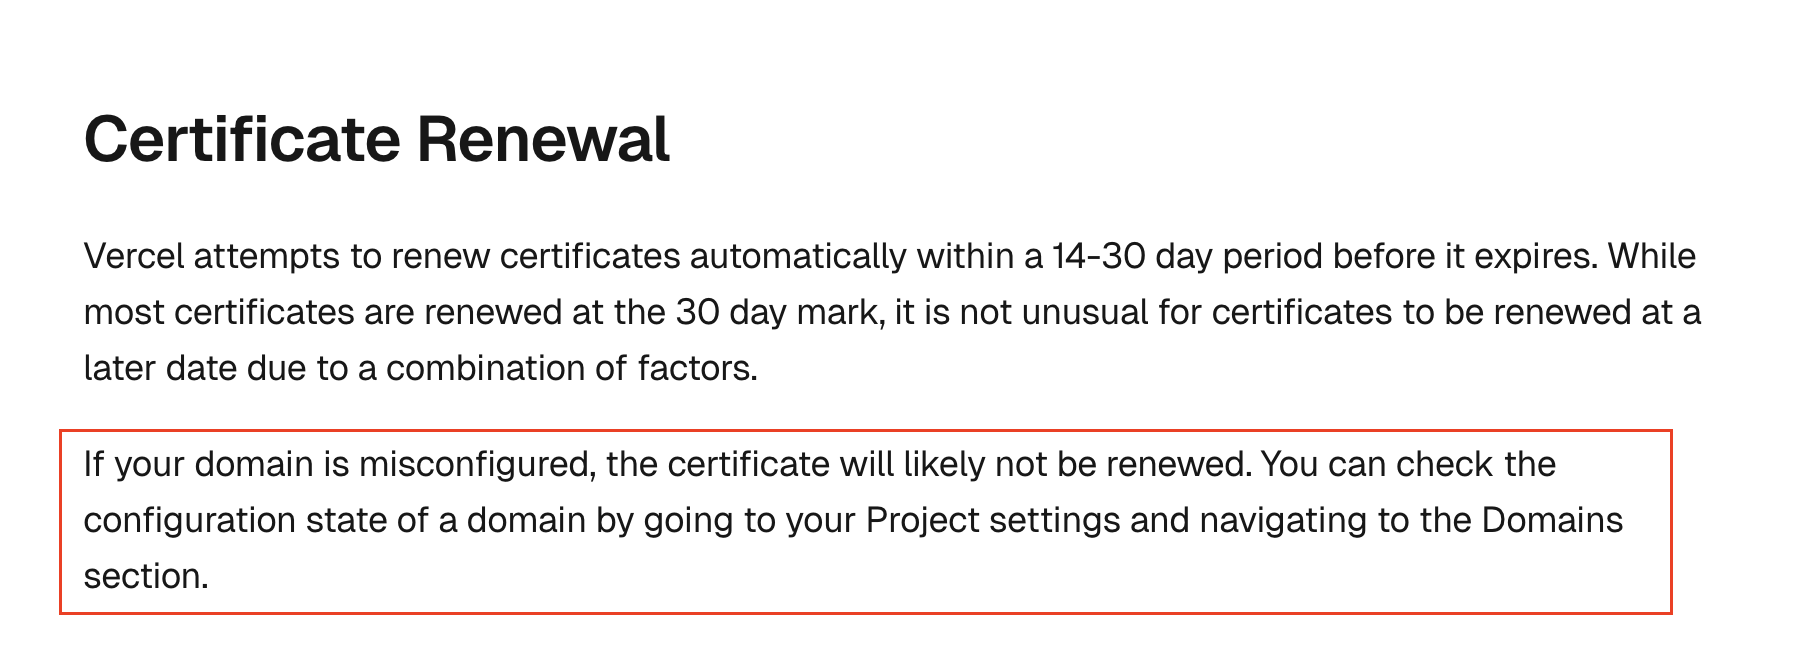 Certificate Renewal
Vercel attempts to renew certificates automatically within a 14-30 day period before it expires. While
most certificates are renewed at the 30 day mark, it is not unusual for certificates to be renewed at a
later date due to a combination of factors.
If your domain is misconfigured, the certificate will likely not be renewed. You can check the
configuration state of a domain by going to your Project settings and navigating to the Domains
section.